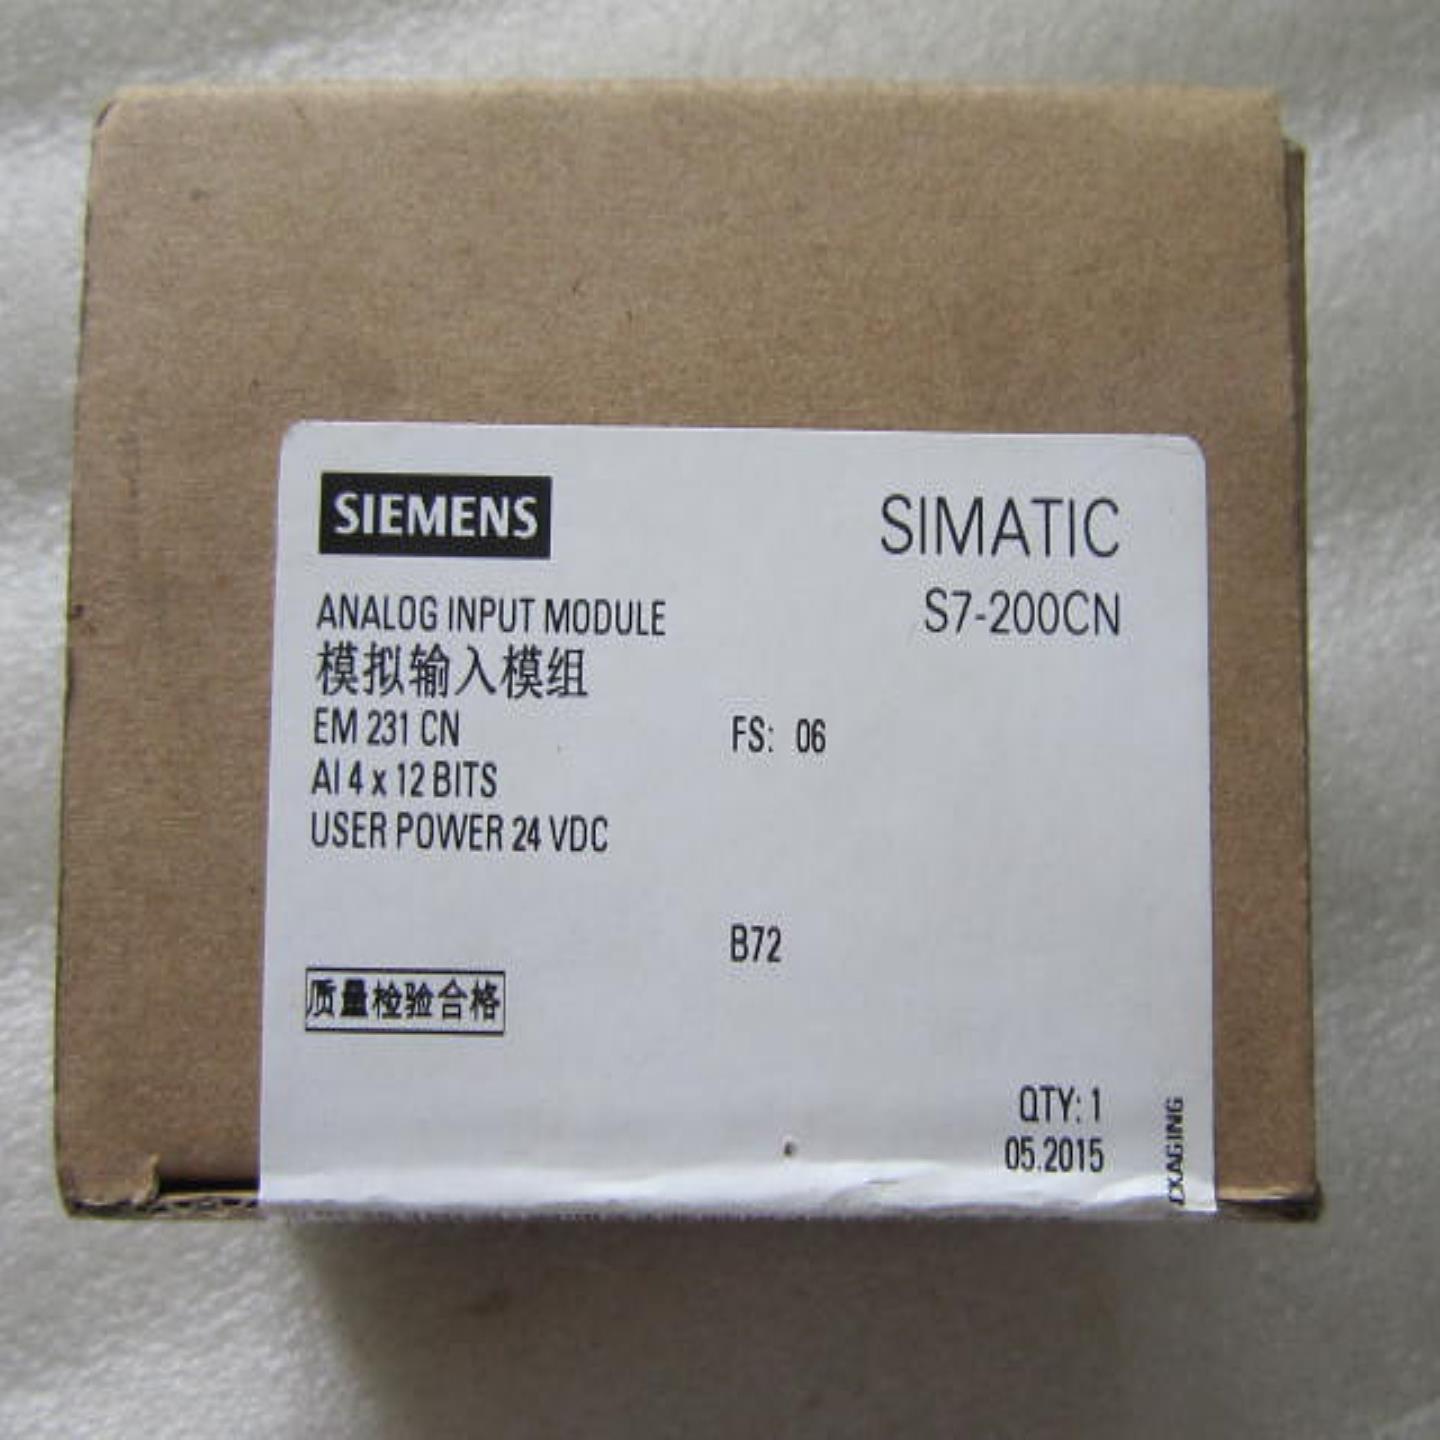 SIEMENS
SIMATIC
S7-200CN
ANALOG INPUT MODULE
模拟输入模组
EM 231 CN
FS: 06
AI 4 x 12 BITS
USER POWER 24 VDC
B72
质量检验合格
QTY: 1
05.2015